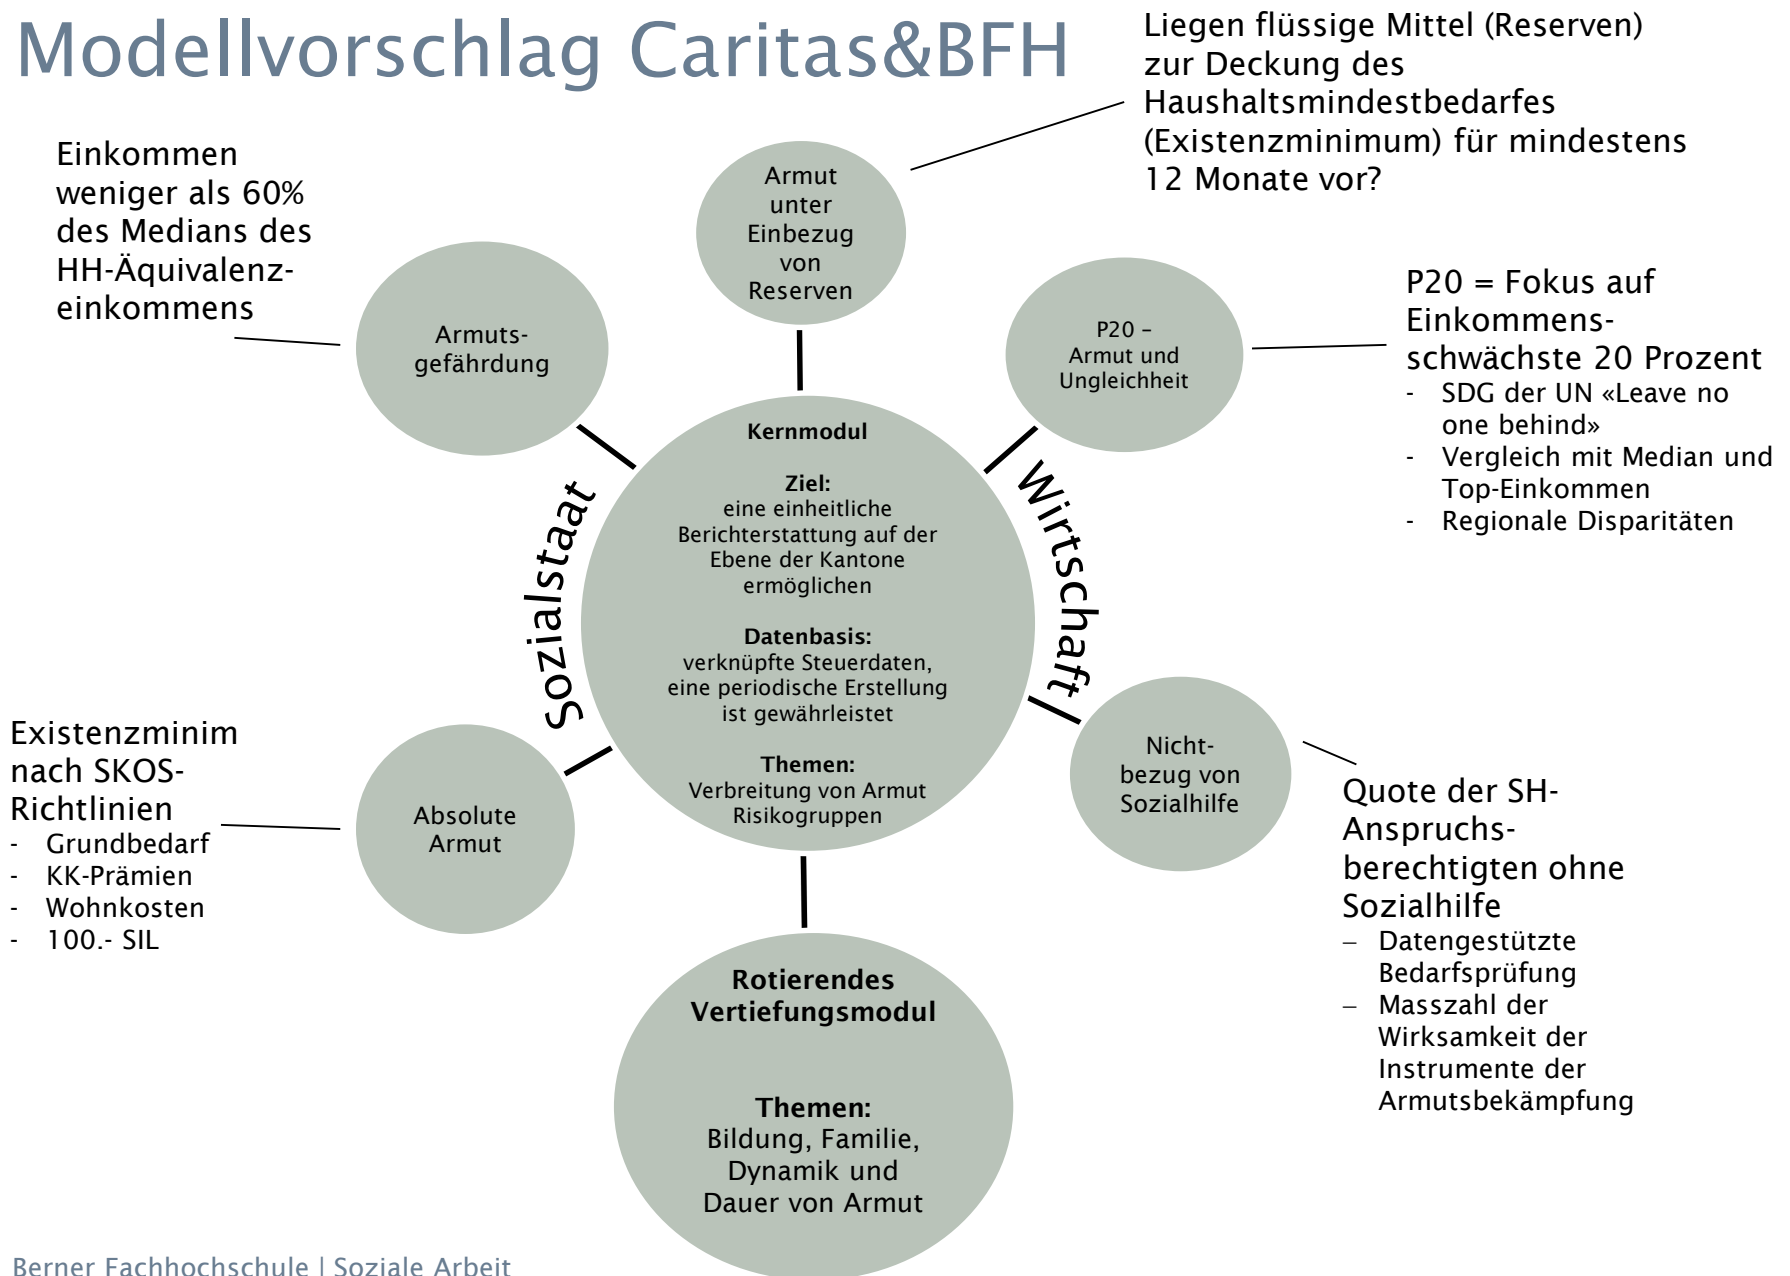 Modellvorschlag Caritas&BFH
Liegen flüssige Mittel (Reserven)
zur Deckung des
Haushaltsmindestbedarfes
(Existenzminimum) für mindestens
12 Monate vor?
Einkommen
weniger als 60%
des Medians des
HH-Äquivalenz-
einkommens
Armut
unter
Einbezug
von
Reserven
Armuts-
gefährdung
P20 –
Armut und
Ungleichheit
P20 = Fokus auf
Einkommens-
schwächste 20 Prozent
- SDG der UN «Leave no
one behind»
- Vergleich mit Median und
Top-Einkommen
- Regionale Disparitäten
Kernmodul
Ziel:
eine einheitliche
Berichterstattung auf der
Ebene der Kantone
ermöglichen
Datenbasis:
verknüpfte Steuerdaten,
eine periodische Erstellung
ist gewährleistet
Themen:
Verbreitung von Armut
Risikogruppen
Sozialstaat
Wirtschaft
Existenzminim
nach SKOS-
Richtlinien
- Grundbedarf
- KK-Prämien
- Wohnkosten
- 100.- SIL
Absolute
Armut
Nicht-
bezug von
Sozialhilfe
Quote der SH-
Anspruchs-
berechtigten ohne
Sozialhilfe
– Datengestützte
Bedarfsprüfung
– Masszahl der
Wirksamkeit der
Instrumente der
Armutsbekämpfung
Rotierendes
Vertiefungsmodul
Themen:
Bildung, Familie,
Dynamik und
Dauer von Armut
Berner Fachhochschule | Soziale Arbeit